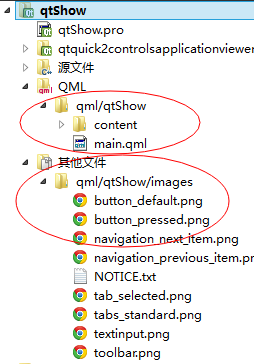 qtShow
qtShow.pro
qtquick2controlsapplicationviewer
源文件
QML
qml/qtShow
content
main.qml
其他文件
qml/qtShow/images
button_default.png
button_pressed.png
navigation_next_item.png
navigation_previous_item.pn
NOTICE.txt
tab_selected.png
tabs_standard.png
textinput.png
toolbar.png